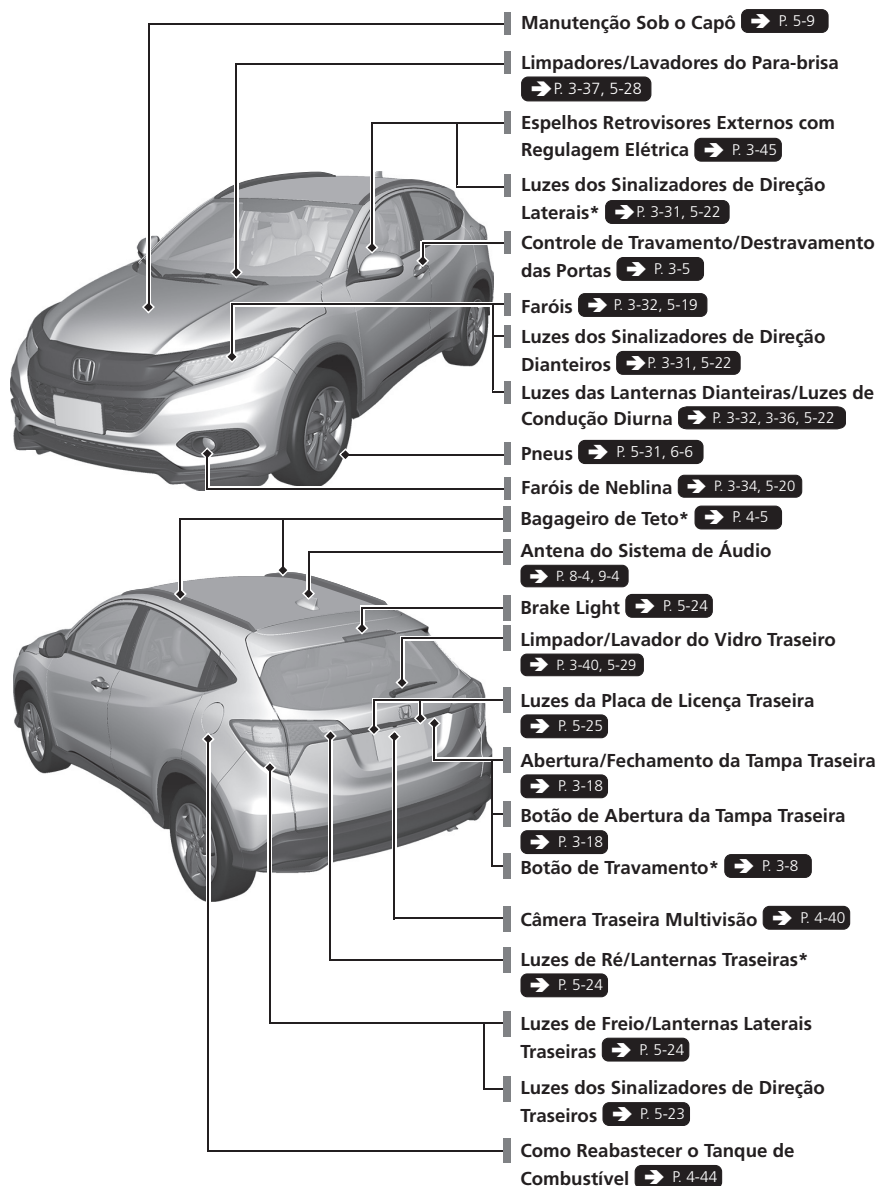 Manutenção Sob o Capô ➔ P. 5-9
Limpadores/Lavadores do Para-brisa
➔ P. 3-37, 5-28
Espelhos Retrovisores Externos com
Regulagem Elétrica ➔ P. 3-45
Luzes dos Sinalizadores de Direção
Laterais* ➔ P. 3-31, 5-22
Controle de Travamento/Destravamento
das Portas ➔ P. 3-5
Faróis ➔ P. 3-32, 5-19
Luzes dos Sinalizadores de Direção
Dianteiros ➔ P. 3-31, 5-22
Luzes das Lanternas Dianteiras/Luzes de
Condução Diurna ➔ P. 3-32, 3-36, 5-22
Pneus ➔ P. 5-31, 6-6
Faróis de Neblina ➔ P. 3-34, 5-20
Bagageiro de Teto* ➔ P. 4-5
Antena do Sistema de Áudio
➔ P. 8-4, 9-4
Brake Light ➔ P. 5-24
Limpador/Lavador do Vidro Traseiro
➔ P. 3-40, 5-29
Luzes da Placa de Licença Traseira
➔ P. 5-25
Abertura/Fechamento da Tampa Traseira
➔ P. 3-18
Botão de Abertura da Tampa Traseira
➔ P. 3-18
Botão de Travamento* ➔ P. 3-8
Câmera Traseira Multivisão ➔ P. 4-40
Luzes de Ré/Lanternas Traseiras*
➔ P. 5-24
Luzes de Freio/Lanternas Laterais
Traseiras ➔ P. 5-24
Luzes dos Sinalizadores de Direção
Traseiros ➔ P. 5-23
Como Reabastecer o Tanque de
Combustível ➔ P. 4-44